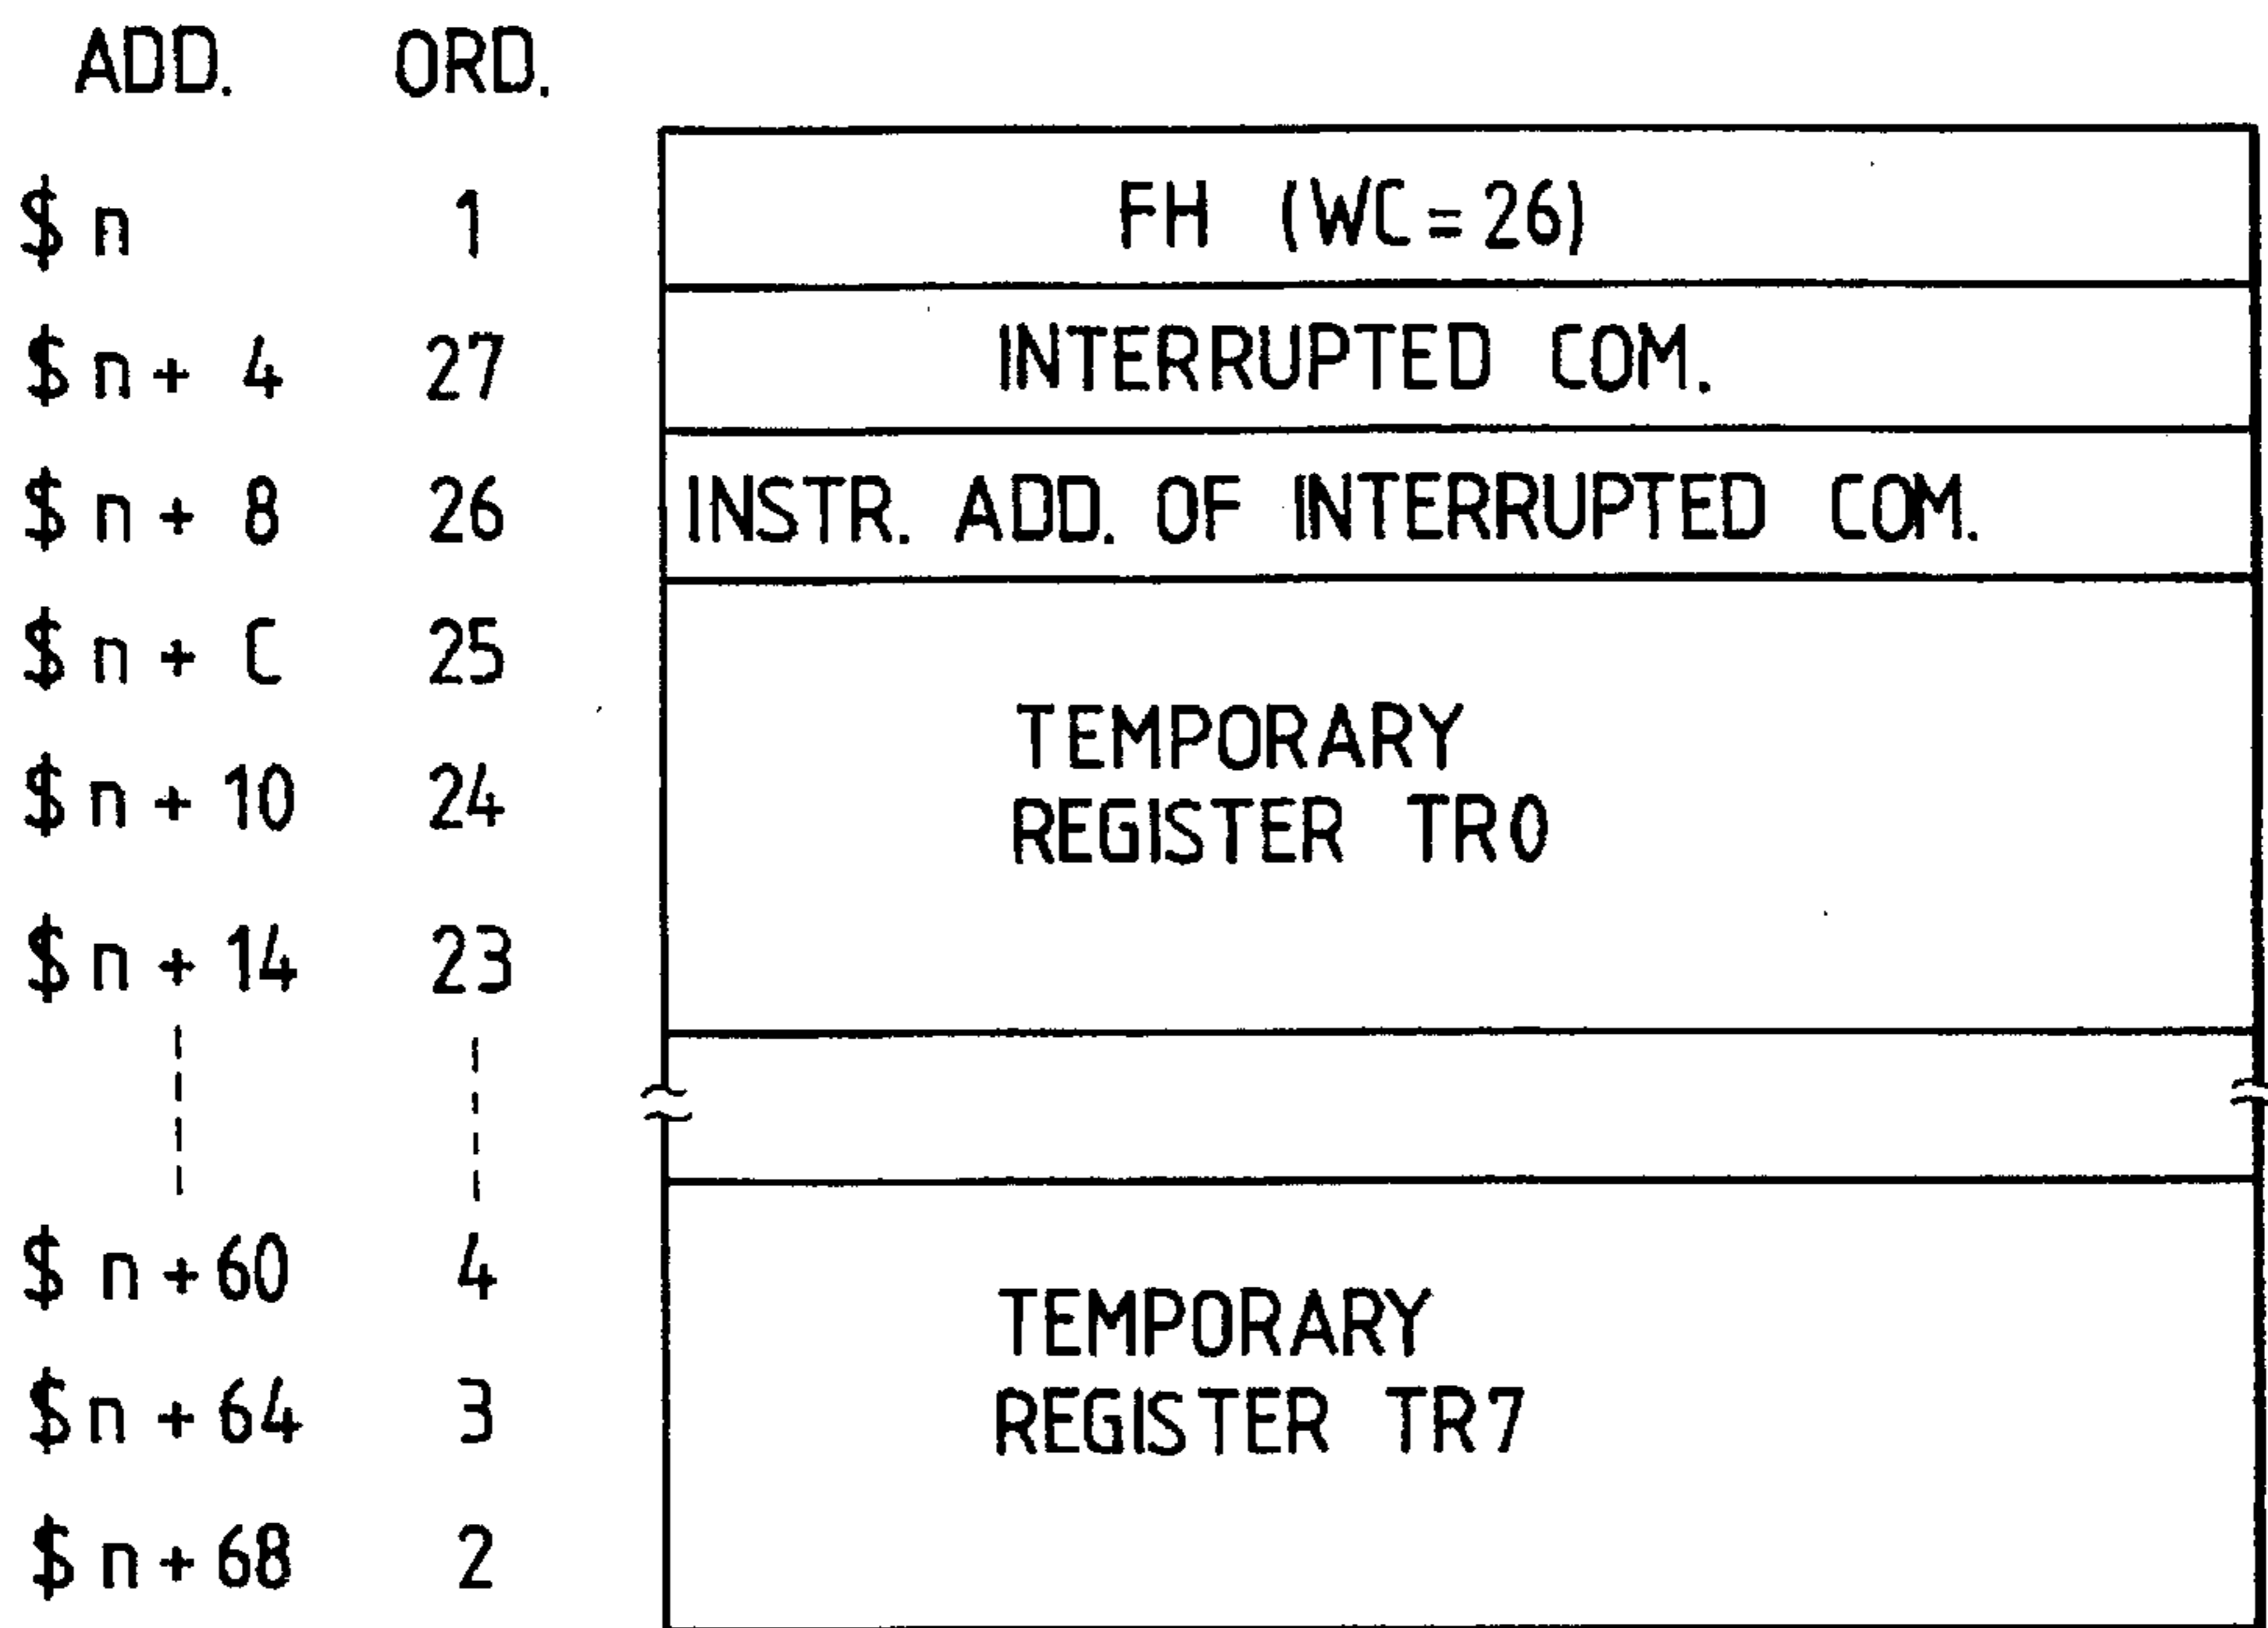 ADD. ORD.
$ n 1 FH (WC = 26)
$ n + 4 27 INTERRUPTED COM.
$ n + 8 26 INSTR. ADD. OF INTERRUPTED COM.
$ n + C 25
TEMPORARY
$ n + 10 24
REGISTER TR0
$ n + 14 23
$ n + 60 4
TEMPORARY
$ n + 64 3
REGISTER TR7
$ n + 68 2